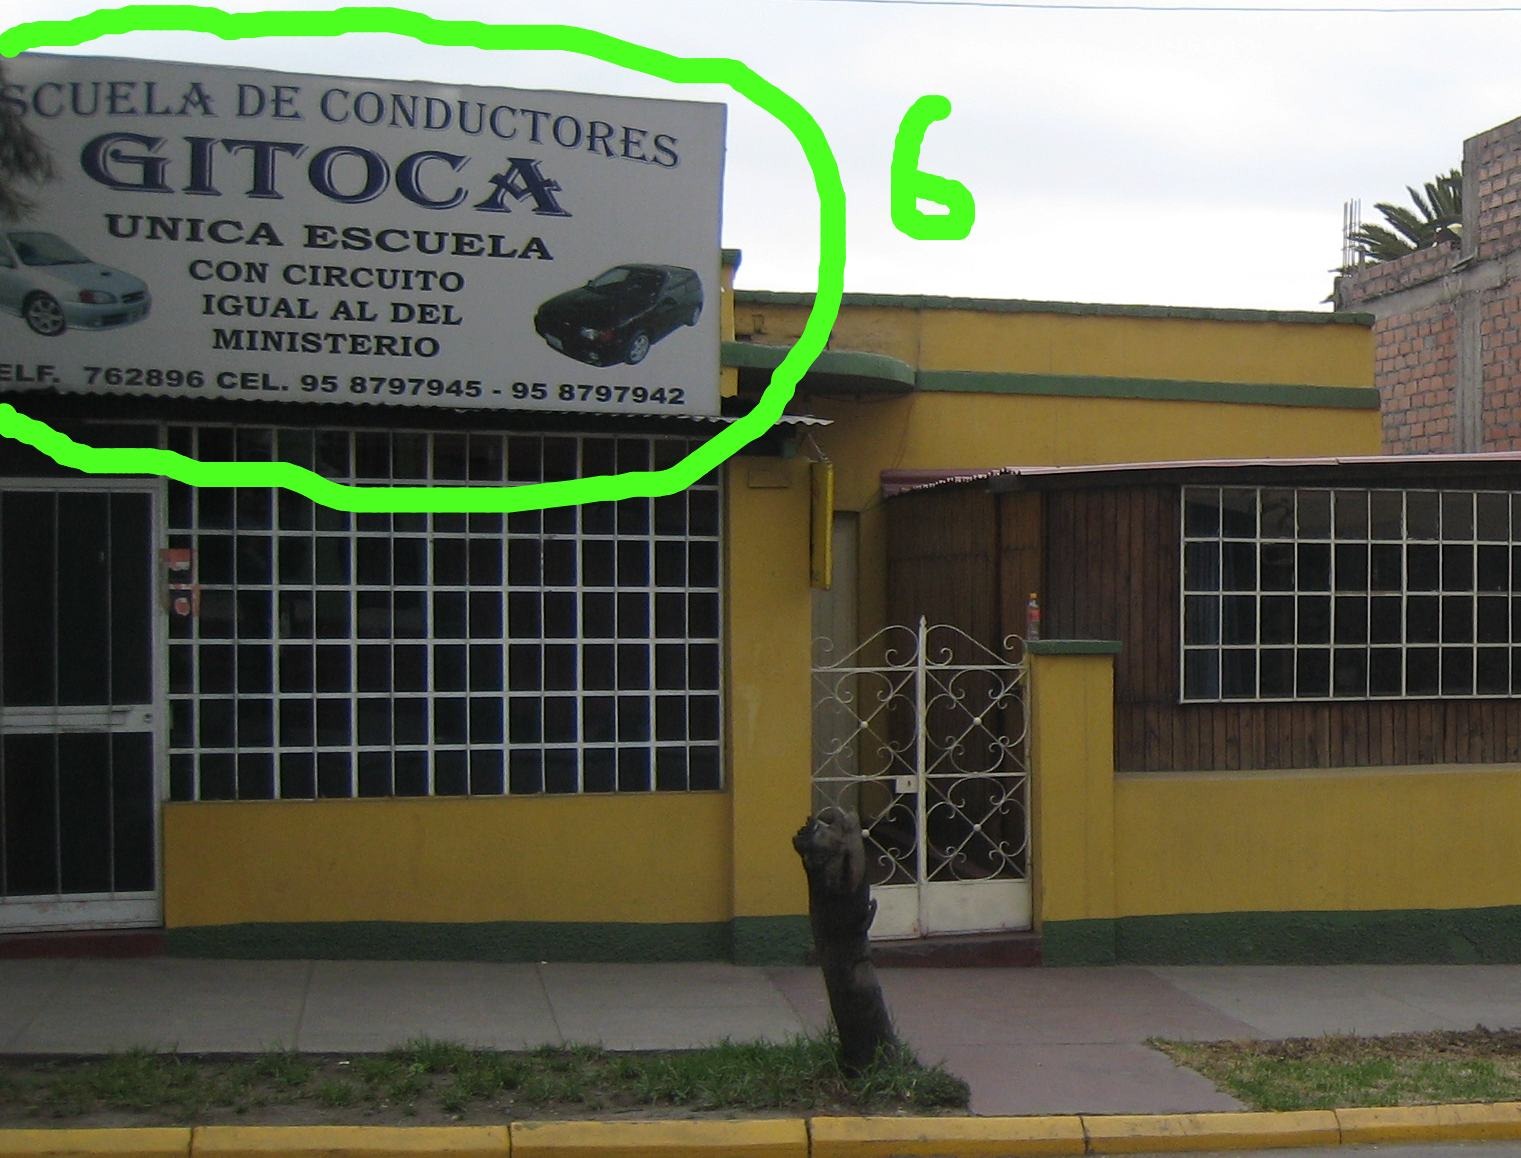 SCUELA DE CONDUCTORES
GITOCA
UNICA ESCUELA
CON CIRCUITO
IGUAL AL DEL
MINISTERIO
ELF. 762896 CEL. 95 8797945 - 95 8797942
6